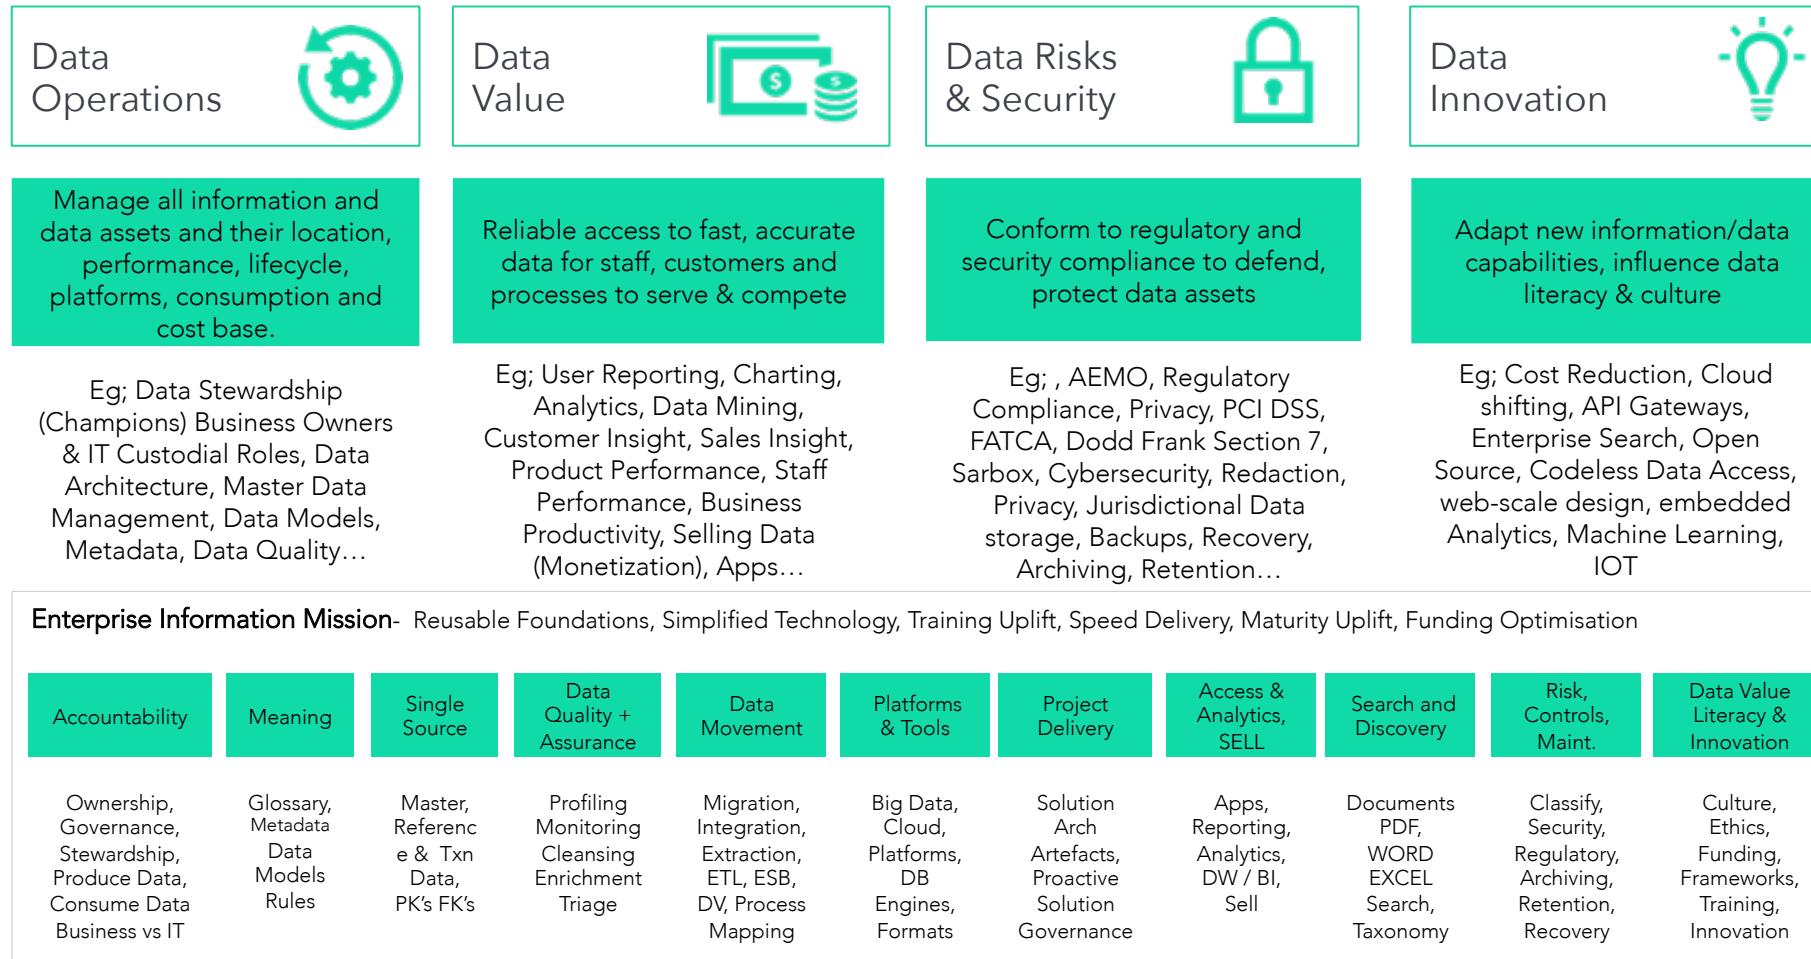 Data
Operations
Data
Value
Data Risks
& Security
Data
Innovation
Manage all information and
data assets and their location,
performance, lifecycle,
platforms, consumption and
cost base.
Reliable access to fast, accurate
data for staff, customers and
processes to serve & compete
Conform to regulatory and
security compliance to defend,
protect data assets
Adapt new information/data
capabilities, influence data
literacy & culture
Eg; Data Stewardship
(Champions) Business Owners
& IT Custodial Roles, Data
Architecture, Master Data
Management, Data Models,
Metadata, Data Quality…
Eg; User Reporting, Charting,
Analytics, Data Mining,
Customer Insight, Sales Insight,
Product Performance, Staff
Performance, Business
Productivity, Selling Data
(Monetization), Apps…
Eg; , AEMO, Regulatory
Compliance, Privacy, PCI DSS,
FATCA, Dodd Frank Section 7,
Sarbox, Cybersecurity, Redaction,
Privacy, Jurisdictional Data
storage, Backups, Recovery,
Archiving, Retention…
Eg; Cost Reduction, Cloud
shifting, API Gateways,
Enterprise Search, Open
Source, Codeless Data Access,
web-scale design, embedded
Analytics, Machine Learning,
IOT
Enterprise Information Mission- Reusable Foundations, Simplified Technology, Training Uplift, Speed Delivery, Maturity Uplift, Funding Optimisation
Accountability
Meaning
Single
Source
Data
Quality +
Assurance
Data
Movement
Platforms
& Tools
Project
Delivery
Access &
Analytics,
SELL
Search and
Discovery
Risk,
Controls,
Maint.
Data Value
Literacy &
Innovation
Ownership,
Governance,
Stewardship,
Produce Data,
Consume Data
Business vs IT
Glossary,
Metadata
Data
Models
Rules
Master,
Referenc
e & Txn
Data,
PK's FK's
Profiling
Monitoring
Cleansing
Enrichment
Triage
Migration,
Integration,
Extraction,
ETL, ESB,
DV, Process
Mapping
Big Data,
Cloud,
Platforms,
DB
Engines,
Formats
Solution
Arch
Artefacts,
Proactive
Solution
Governance
Apps,
Reporting,
Analytics,
DW / BI,
Sell
Documents
PDF,
WORD
EXCEL
Search,
Taxonomy
Classify,
Security,
Regulatory,
Archiving,
Retention,
Recovery
Culture,
Ethics,
Funding,
Frameworks,
Training,
Innovation